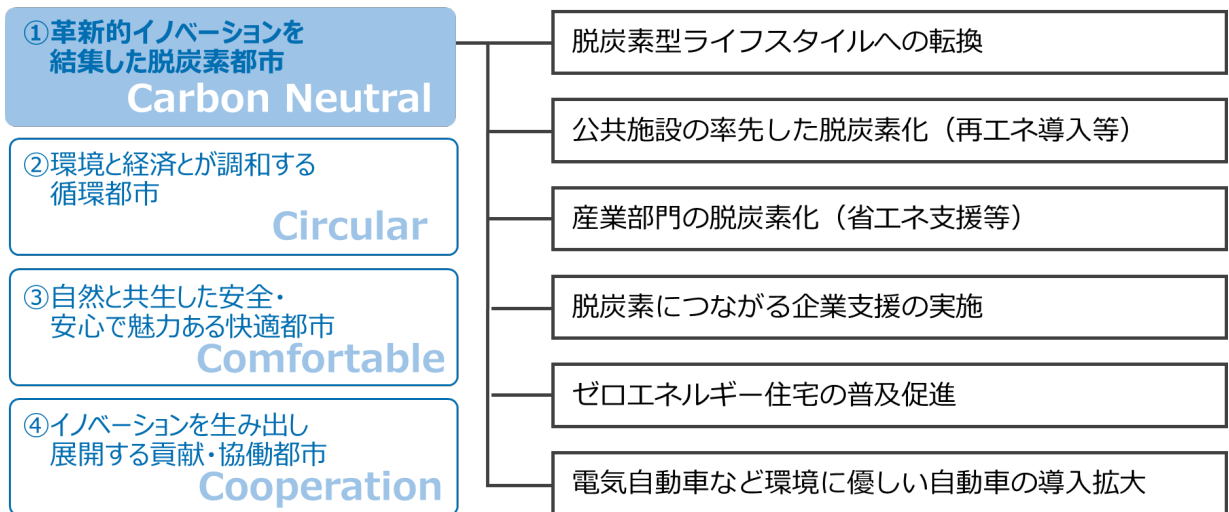 ①革新的イノベーションを
結集した脱炭素都市
Carbon Neutral
②環境と経済とが調和する
循環都市
Circular
③自然と共生した安全・
安心で魅力ある快適都市
Comfortable
④イノベーションを生み出し
展開する貢献・協働都市
Cooperation
脱炭素型ライフスタイルへの転換
公共施設の率先した脱炭素化（再エネ導入等）
産業部門の脱炭素化（省エネ支援等）
脱炭素につながる企業支援の実施
ゼロエネルギー住宅の普及促進
電気自動車など環境に優しい自動車の導入拡大